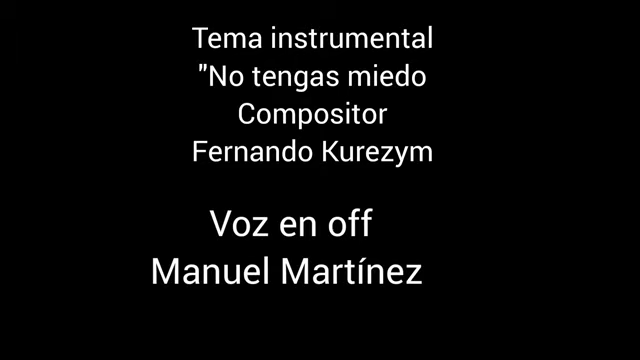 Tema instrumental
"No tengas miedo
Compositor
Fernando Kurezym
Voz en off
Manuel Martínez